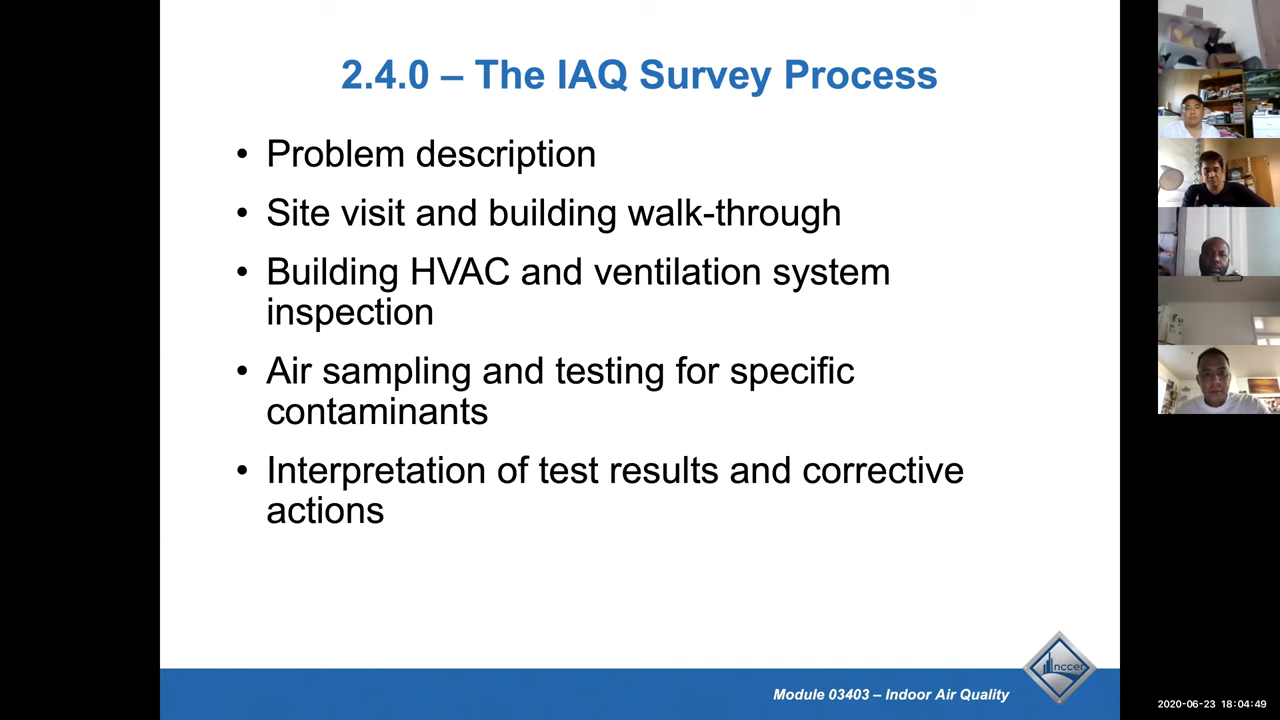 2.4.0 – The IAQ Survey Process
• Problem description
• Site visit and building walk-through
• Building HVAC and ventilation system
inspection
• Air sampling and testing for specific
contaminants
• Interpretation of test results and corrective
actions
nccer
Module 03403 – Indoor Air Quality
2020-06-23 18:04:49